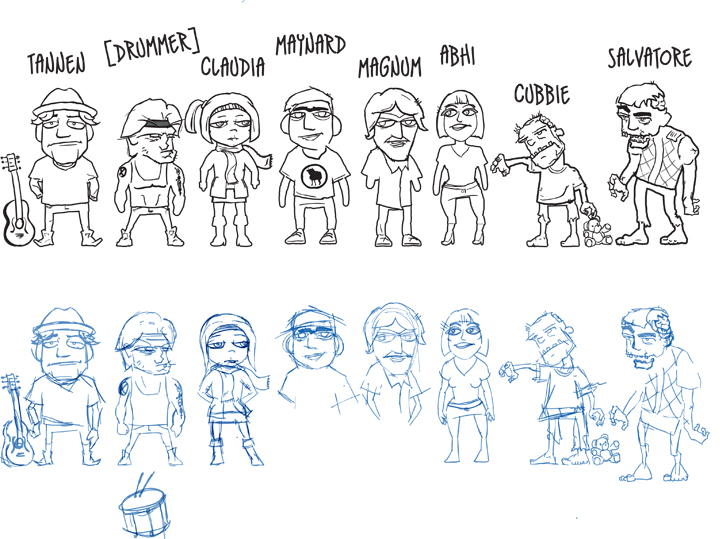 TANNEN
[DRUMMER]
CLAUDIA
MAYNARD
MAGNUM
ABHI
CUBBIE
SALVATORE